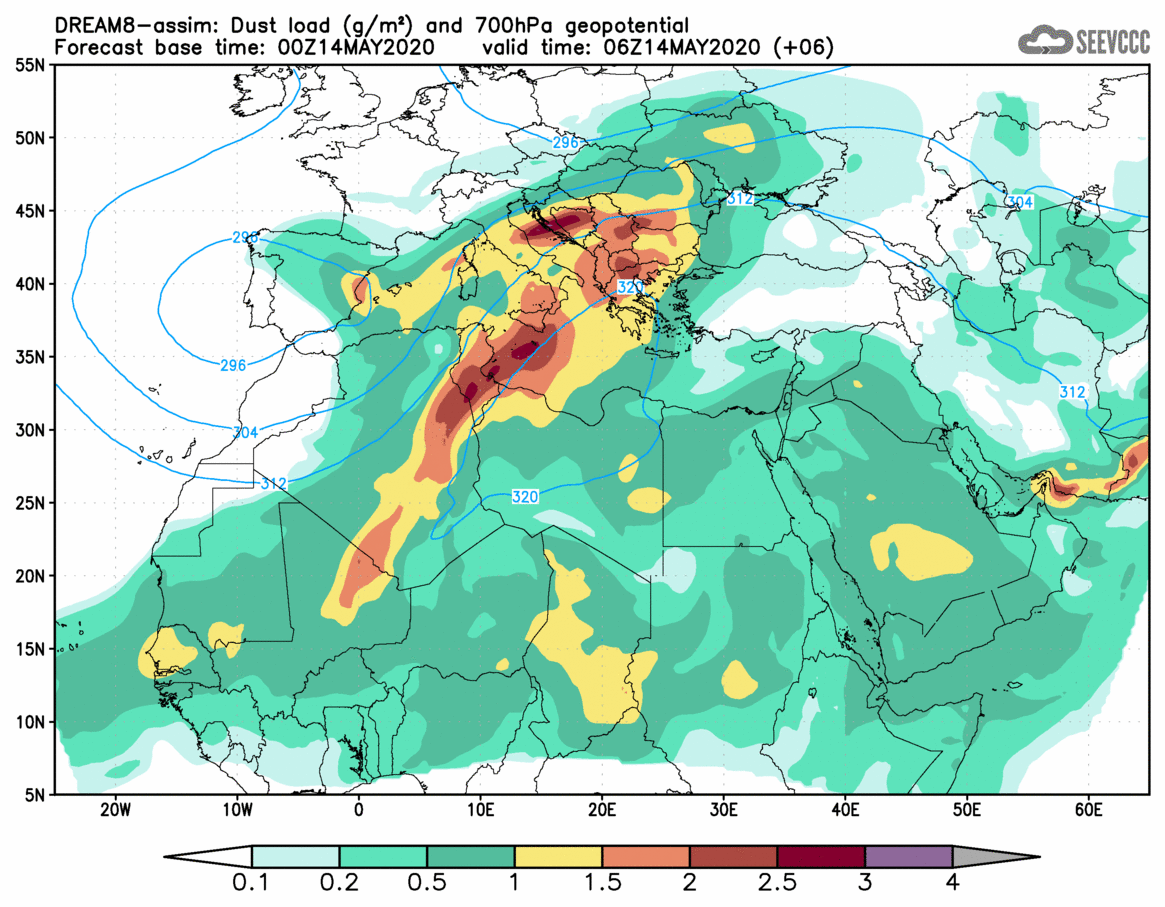 DREAM8-assim: Dust load (g/m²) and 700hPa geopotential
Forecast base time: 00Z14MAY2020 valid time: 06Z14MAY2020 (+06)
SEEVCCC
55N
50N
45N
40N
35N
30N
25N
20N
15N
10N
5N
296
312
304
296
320
296
312
304
312
320
20W 10W 0 10E 20E 30E 40E 50E 60E
0.1 0.2 0.5 1 1.5 2 2.5 3 4